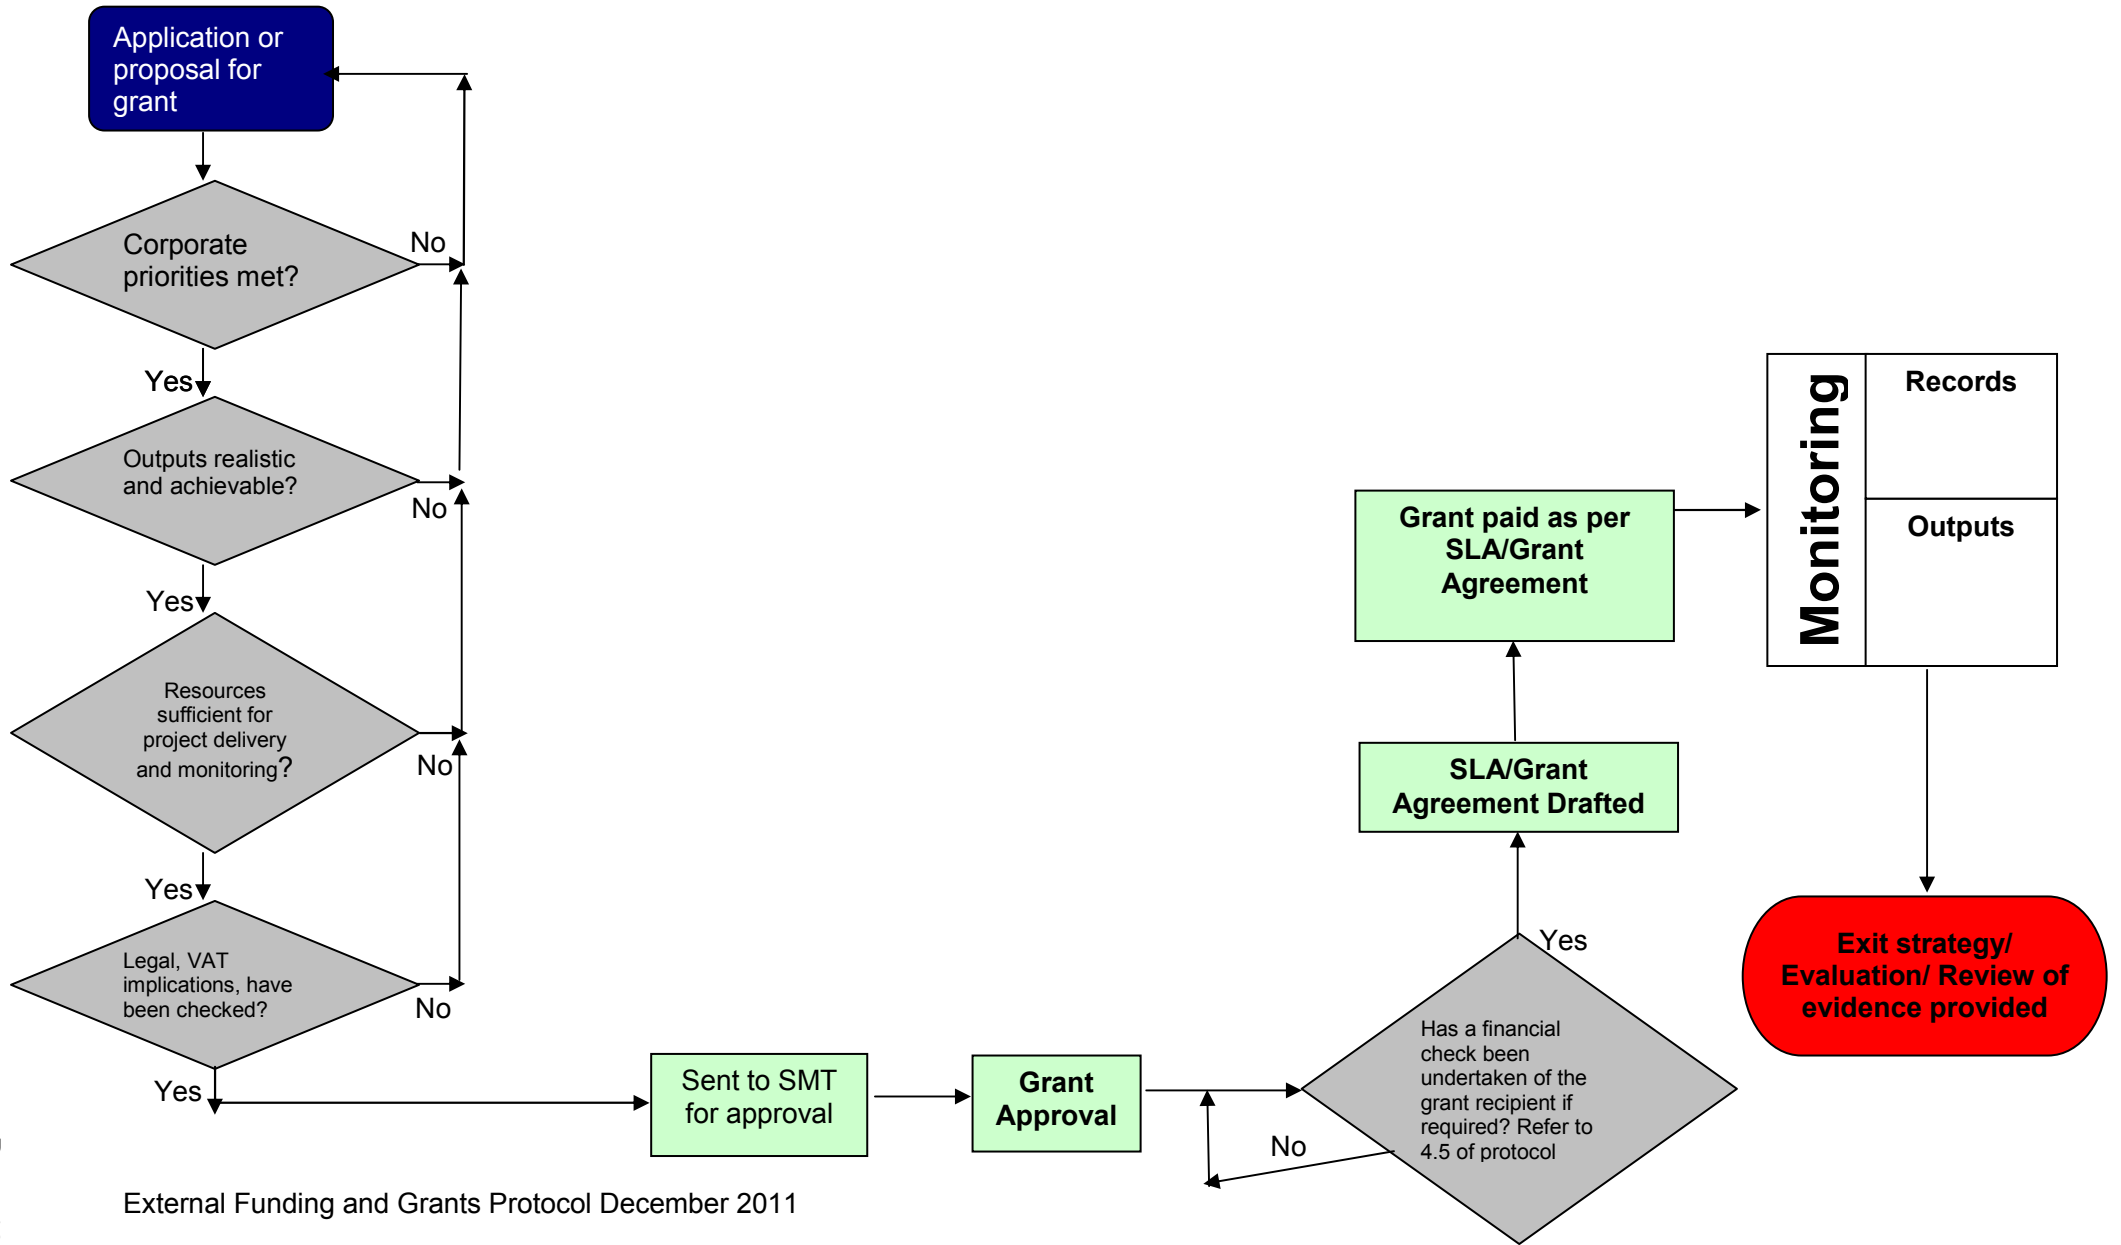 Application or
proposal for
grant
Corporate
priorities met?
No
Yes
Outputs realistic
and achievable?
No
Yes
Resources
sufficient for
project delivery
and monitoring?
No
Yes
Legal, VAT
implications, have
been checked?
No
Yes
Sent to SMT
for approval
Grant
Approval
No
Has a financial
check been
undertaken of the
grant recipient if
required? Refer to
4.5 of protocol
Yes
SLA/Grant
Agreement Drafted
Grant paid as per
SLA/Grant
Agreement
Monitoring
Records
Outputs
Exit strategy/
Evaluation/ Review of
evidence provided
External Funding and Grants Protocol December 2011